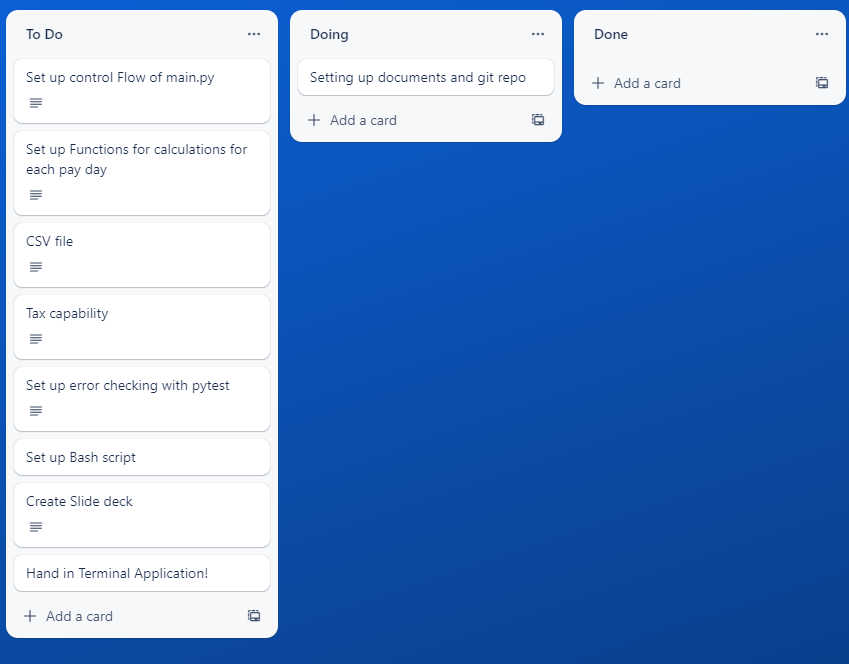 To Do
Set up control Flow of main.py
Set up Functions for calculations for
each pay day
CSV file
Tax capability
Set up error checking with pytest
Set up Bash script
Create Slide deck
Hand in Terminal Application!
Add a card
Doing
Setting up documents and git repo
Add a card
Done
Add a card